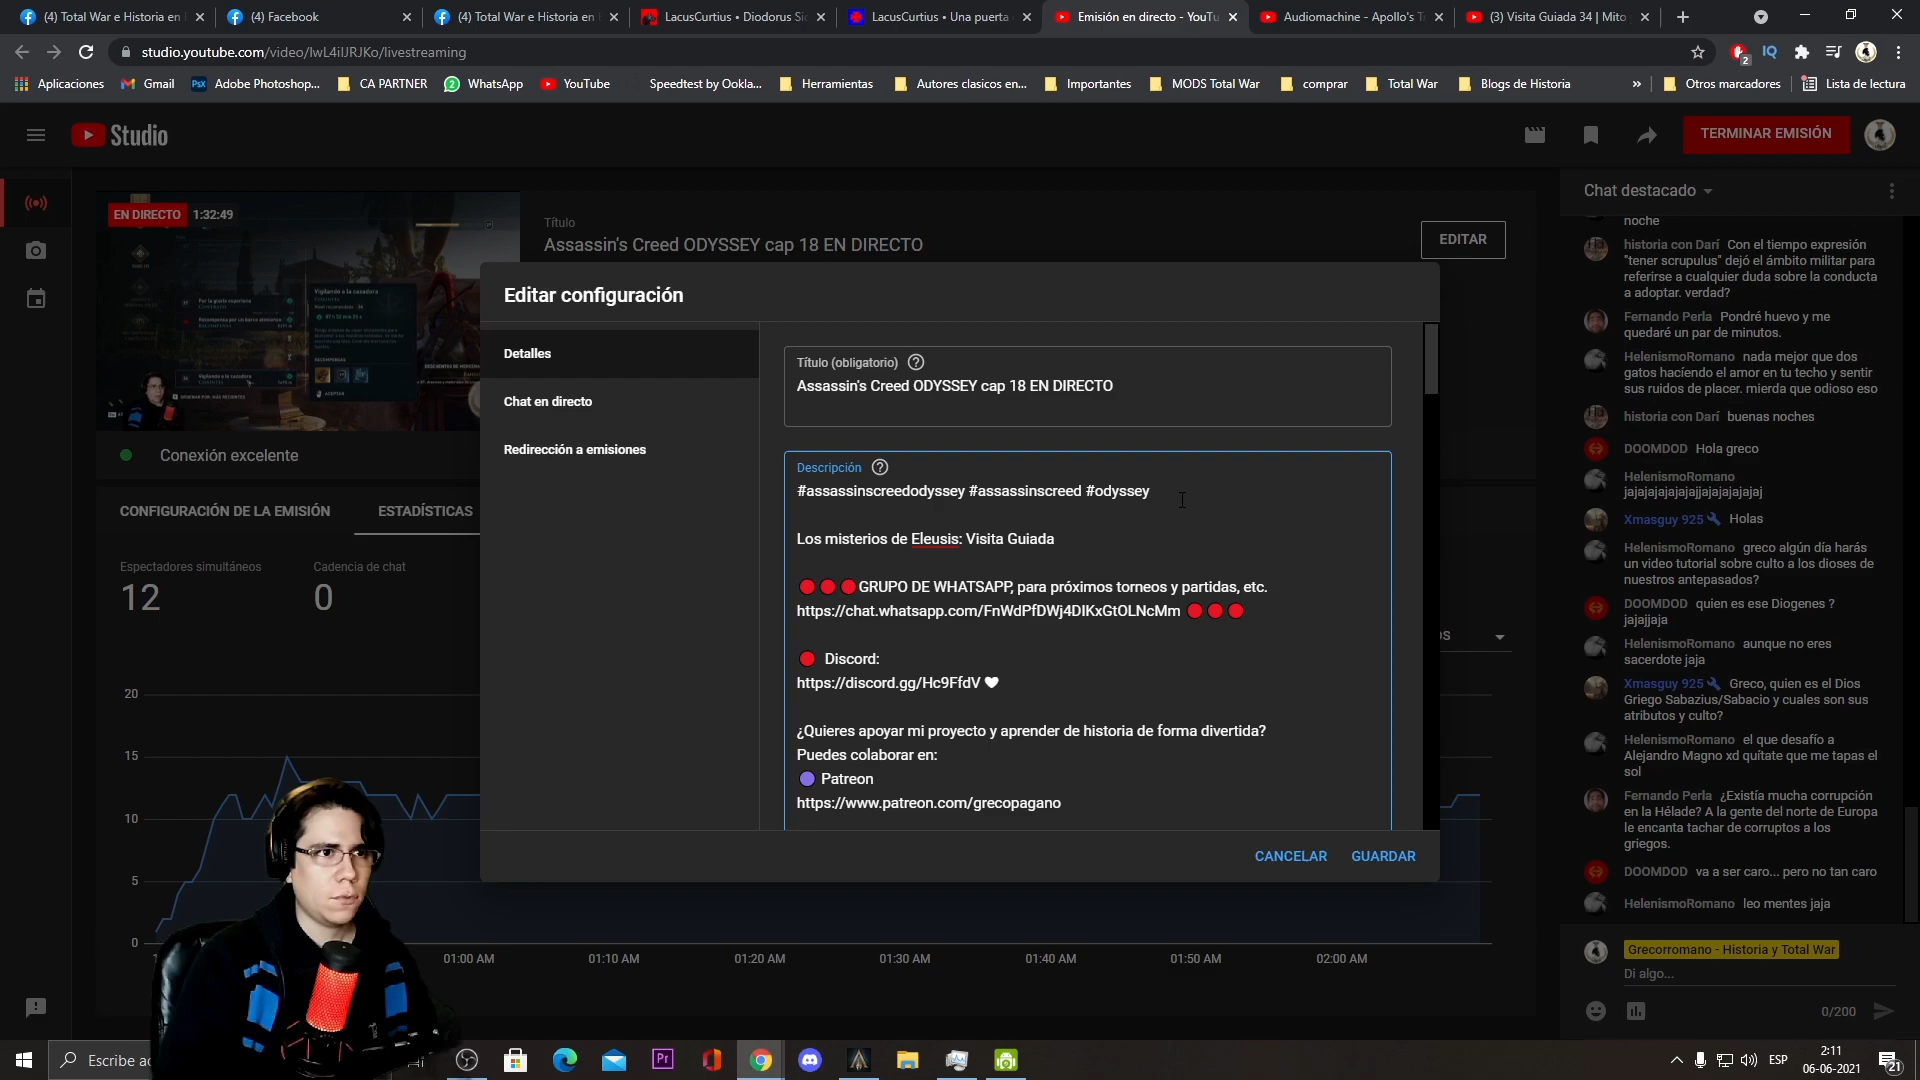 (4) Total War e Historia en
(4) Facebook
(4) Total War e Historia en
LacusCurtius • Diodorus Sic
LacusCurtius • Una puerta
Emisión en directo - YouTu
Audiomachine - Apollo's T
(3) Visita Guiada 34 | Mito
studio.youtube.com/video/lwL4iIJRJKo/livestreaming
2
Aplicaciones
Gmail
Adobe Photoshop...
CA PARTNER
WhatsApp
YouTube
Speedtest by Ookla...
Herramientas
Autores clasicos en...
Importantes
MODS Total War
comprar
Total War
Blogs de Historia
»
Otros marcadores
Lista de lectura
Studio
TERMINAR EMISIÓN
EN DIRECTO 1:32:49
Título
Assassin's Creed ODYSSEY cap 18 EN DIRECTO
EDITAR
Conexión excelente
CONFIGURACIÓN DE LA EMISIÓN
ESTADÍSTICAS
Espectadores simultáneos
12
Cadencia de chat
0
20
15
10
5
0
01:00 AM
01:10 AM
01:20 AM
01:30 AM
01:40 AM
01:50 AM
02:00 AM
Editar configuración
Detalles
Chat en directo
Redirección a emisiones
Título (obligatorio)
Assassin's Creed ODYSSEY cap 18 EN DIRECTO
Descripción
#assassinscreedodyssey #assassinscreed #odyssey
Los misterios de Eleusis: Visita Guiada
🔴🔴🔴GRUPO DE WHATSAPP, para próximos torneos y partidas, etc.
https://chat.whatsapp.com/FnWdPfDWj4DIKxGtOLNcMm 🔴🔴🔴
🔴 Discord:
https://discord.gg/Hc9FfdV ♥
¿Quieres apoyar mi proyecto y aprender de historia de forma divertida?
Puedes colaborar en:
🟣 Patreon
https://www.patreon.com/grecopagano
CANCELAR
GUARDAR
Chat destacado
noche
historia con Darí Con el tiempo expresión
"tener scrupulus" dejó el ámbito militar para
referirse a cualquier duda sobre la conducta
a adoptar. verdad?
Fernando Perla Pondré huevo y me
quedaré un par de minutos.
HelenismoRomano nada mejor que dos
gatos hacíendo el amor en tu techo y sentir
sus ruidos de placer. mierda que odioso eso
historia con Darí buenas noches
DOOMDOD Hola greco
HelenismoRomano
jajajajajajajjajajajajajaj
Xmasguy 925 Holas
HelenismoRomano greco algún día harás
un video tutorial sobre culto a los dioses de
nuestros antepasados?
DOOMDOD quien es ese Diogenes ?
jajajjaja
HelenismoRomano aunque no eres
sacerdote jaja
Xmasguy 925 Greco, quien es el Dios
Griego Sabazius/Sabacio y cuales son sus
atributos y culto?
HelenismoRomano el que desafío a
Alejandro Magno xd quítate que me tapas el
sol
Fernando Perla ¿Existía mucha corrupción
en la Hélade? A la gente del norte de Europa
le encanta tachar de corruptos a los
griegos.
DOOMDOD va a ser caro... pero no tan caro
HelenismoRomano leo mentes jaja
Grecorromano - Historia y Total War
Di algo...
0/200
Escribe
ESP
2:11
06-06-2021
21